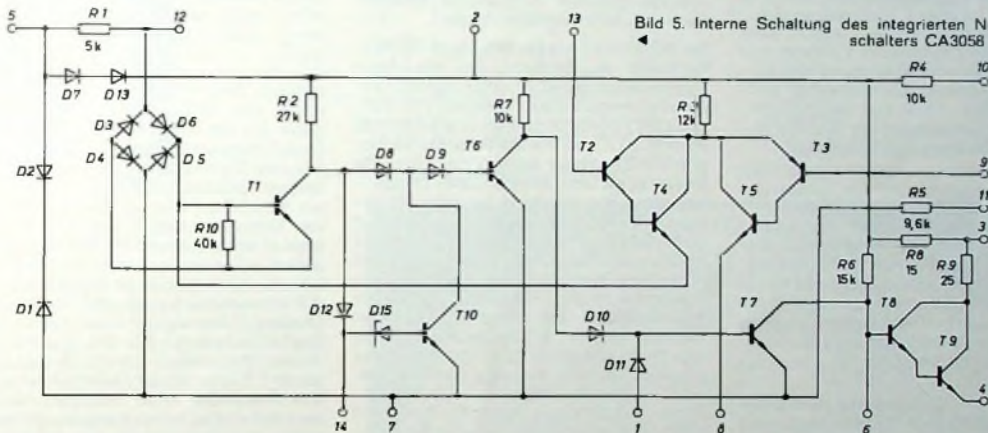 5
R1
12
2
13
Bild 5. Interne Schaltung des integrierten N
schalters CA3058
5k
D7
D13
R2
27k
R7
10k
R3
12k
R4
10k
10
D3
D6
D4
D5
D2
D8
D9
T6
T2
T3
T1
T4
T5
9
R5
9,6k
11
R10
40k
3
R8
15
R9
25
R6
15k
D1
D12
D15
T10
D10
D11
T7
T8
T9
4
14
7
1
8
6